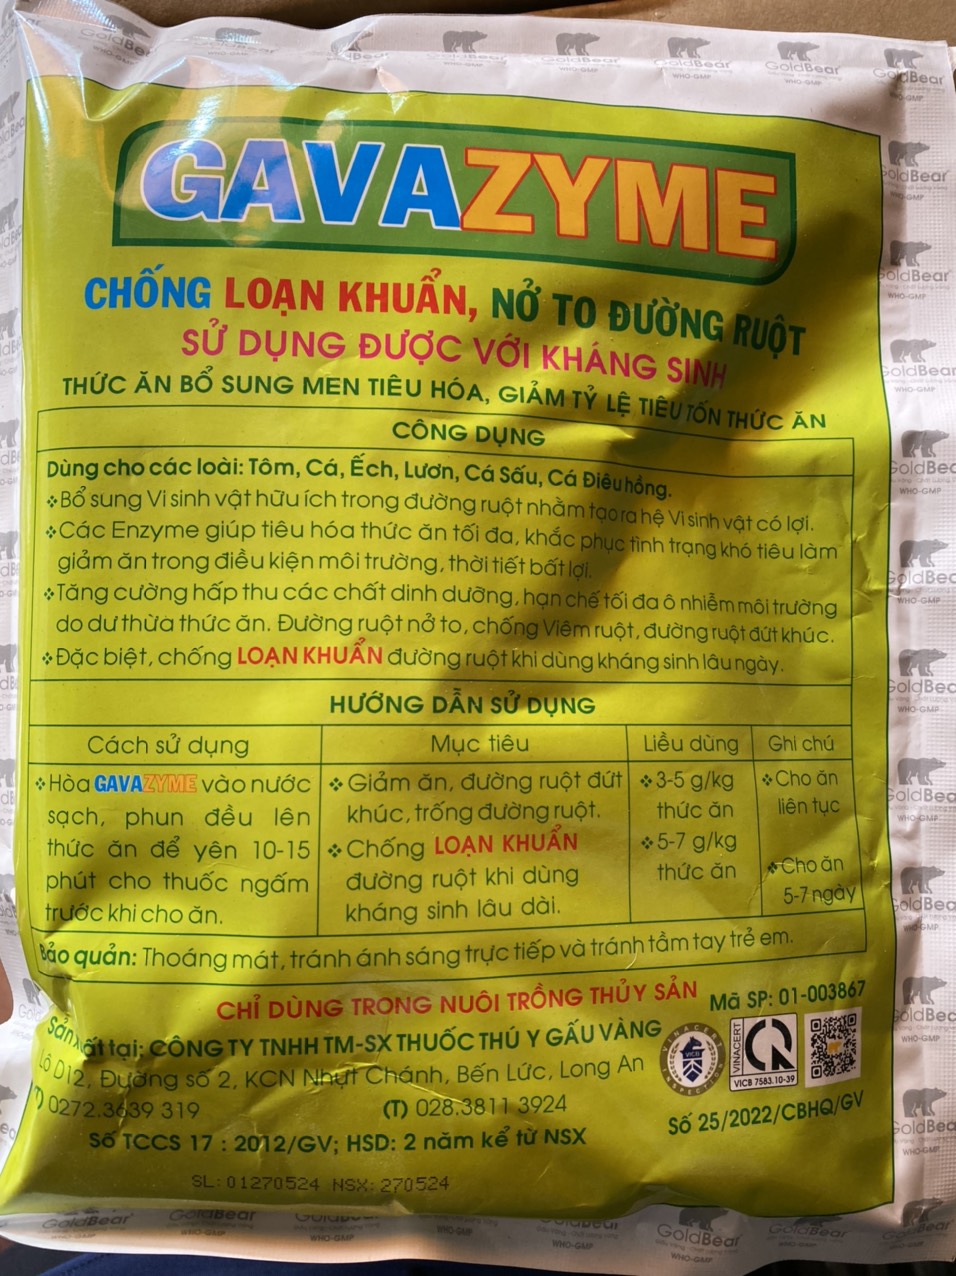 GoldBear
WHO-GMP
GAVAZYME
CHỐNG LOẠN KHUẨN, NỞ TO ĐƯỜNG RUỘT
SỬ DỤNG ĐƯỢC VỚI KHÁNG SINH
THỨC ĂN BỔ SUNG MEN TIÊU HÓA, GIẢM TỶ LỆ TIÊU TỐN THỨC ĂN
CÔNG DỤNG
Dùng cho các loài: Tôm, Cá, Ếch, Lươn, Cá Sấu, Cá Điêu hồng.
❖Bổ sung Vi sinh vật hữu ích trong đường ruột nhằm tạo ra hệ Vi sinh vật có lợi.
❖Các Enzyme giúp tiêu hóa thức ăn tối đa, khắc phục tình trạng khó tiêu làm
giảm ăn trong điều kiện môi trường, thời tiết bất lợi.
❖Tăng cường hấp thu các chất dinh dưỡng, hạn chế tối đa ô nhiễm môi trường
do dư thừa thức ăn. Đường ruột nở to, chống Viêm ruột, đường ruột đứt khúc.
❖Đặc biệt, chống LOẠN KHUẨN đường ruột khi dùng kháng sinh lâu ngày.
HƯỚNG DẪN SỬ DỤNG
Cách sử dụng
❖Hòa GAVAZYME vào nước
sạch, phun đều lên
thức ăn để yên 10-15
phút cho thuốc ngấm
trước khi cho ăn.
Mục tiêu
❖Giảm ăn, đường ruột đứt
khúc, trống đường ruột.
❖Chống LOẠN KHUẨN
đường ruột khi dùng
kháng sinh lâu dài.
Liều dùng
❖3-5 g/kg
thức ăn
❖5-7 g/kg
thức ăn
Ghi chú
❖Cho ăn
liên tục
❖Cho ăn
5-7 ngày
Bảo quản: Thoáng mát, tránh ánh sáng trực tiếp và tránh tầm tay trẻ em.
CHỈ DÙNG TRONG NUÔI TRỒNG THỦY SẢN
Mã SP: 01-003867
Sản xuất tại: CÔNG TY TNHH TM-SX THUỐC THÚ Y GẤU VÀNG
Lô D12, Đường số 2, KCN Nhựt Chánh, Bến Lức, Long An
(T) 0272.3639 319
(T) 028.3811 3924
VINACERT
VICB 7583.10-39
Số 25/2022/CBHQ/GV
Số TCCS 17 : 2012/GV; HSD: 2 năm kể từ NSX
SL: 01270524 NSX: 270524